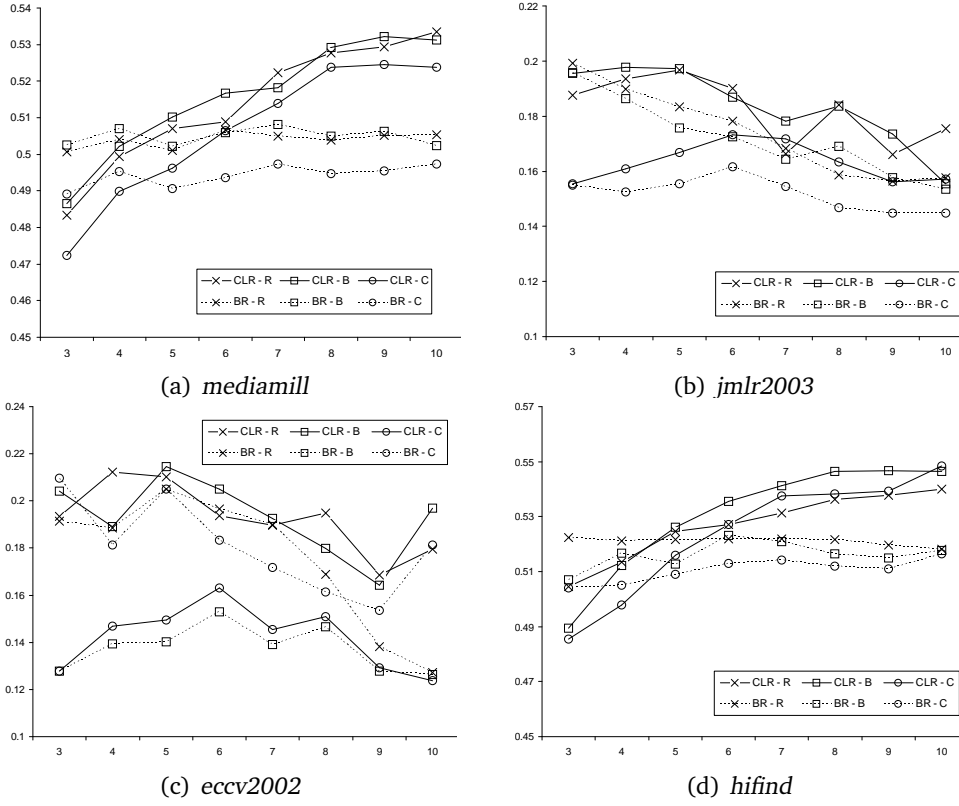 0.54
0.53
0.52
0.51
0.5
0.49
0.48
0.47
0.46
0.45
3 4 5 6 7 8 9 10
CLR - R CLR - B CLR - C
BR - R BR - B BR - C
(a) mediamill
0.22
0.2
0.18
0.16
0.14
0.12
0.1
3 4 5 6 7 8 9 10
CLR - R CLR - B CLR - C
BR - R BR - B BR - C
(b) jmlr2003
0.24
0.22
0.2
0.18
0.16
0.14
0.12
0.1
3 4 5 6 7 8 9 10
CLR - R CLR - B CLR - C
BR - R BR - B BR - C
(c) eccv2002
0.57
0.55
0.53
0.51
0.49
0.47
0.45
3 4 5 6 7 8 9 10
CLR - R CLR - B CLR - C
BR - R BR - B BR - C
(d) hifind